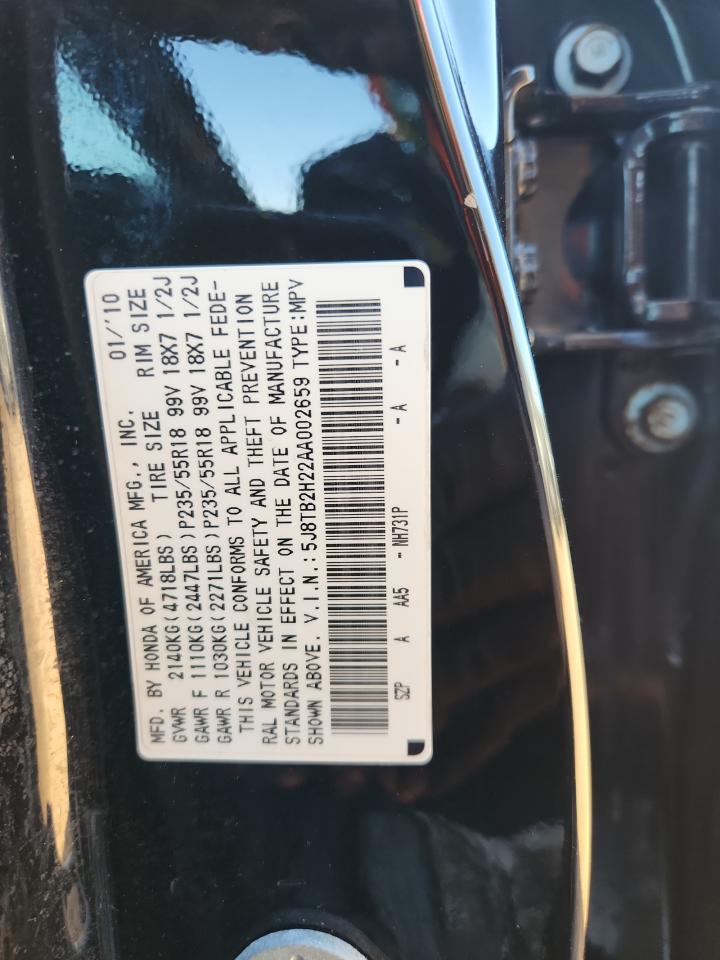 MFD. BY HONDA OF AMERICA MFG., INC. 01/'10
GVWR 2140KG(4718LBS) TIRE SIZE RIM SIZE
GAWR F 1110KG(2447LBS)P235/55R18 99V 18X7 1/2J
GAWR R 1030KG(2271LBS)P235/55R18 99V 18X7 1/2J
THIS VEHICLE CONFORMS TO ALL APPLICABLE FEDE-
RAL MOTOR VEHICLE SAFETY AND THEFT PREVENTION
STANDARDS IN EFFECT ON THE DATE OF MANUFACTURE
SHOWN ABOVE. V.I.N.:5J8TB2H22AA002659 TYPE:MPV
SZP A AA5 - NH731P - A - A